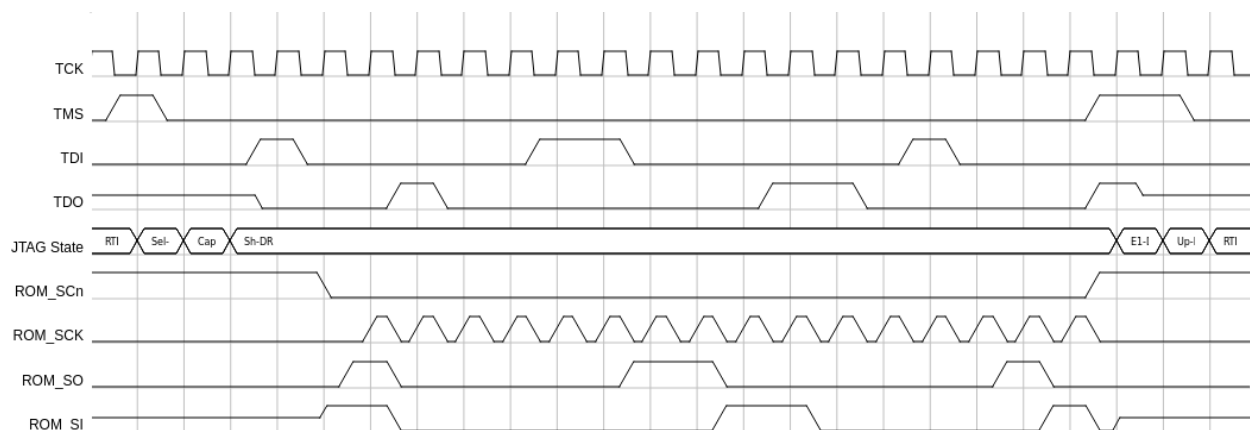 TCK
TMS
TDI
TDO
JTAG State RTI Sel- Cap Sh-DR E1-I Up-I RTI
ROM_SCn
ROM_SCK
ROM_SO
ROM_SI